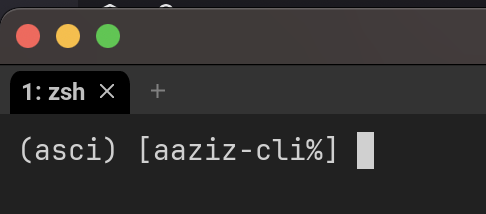 1: zsh × +
(asci) [aaziz-cli%]